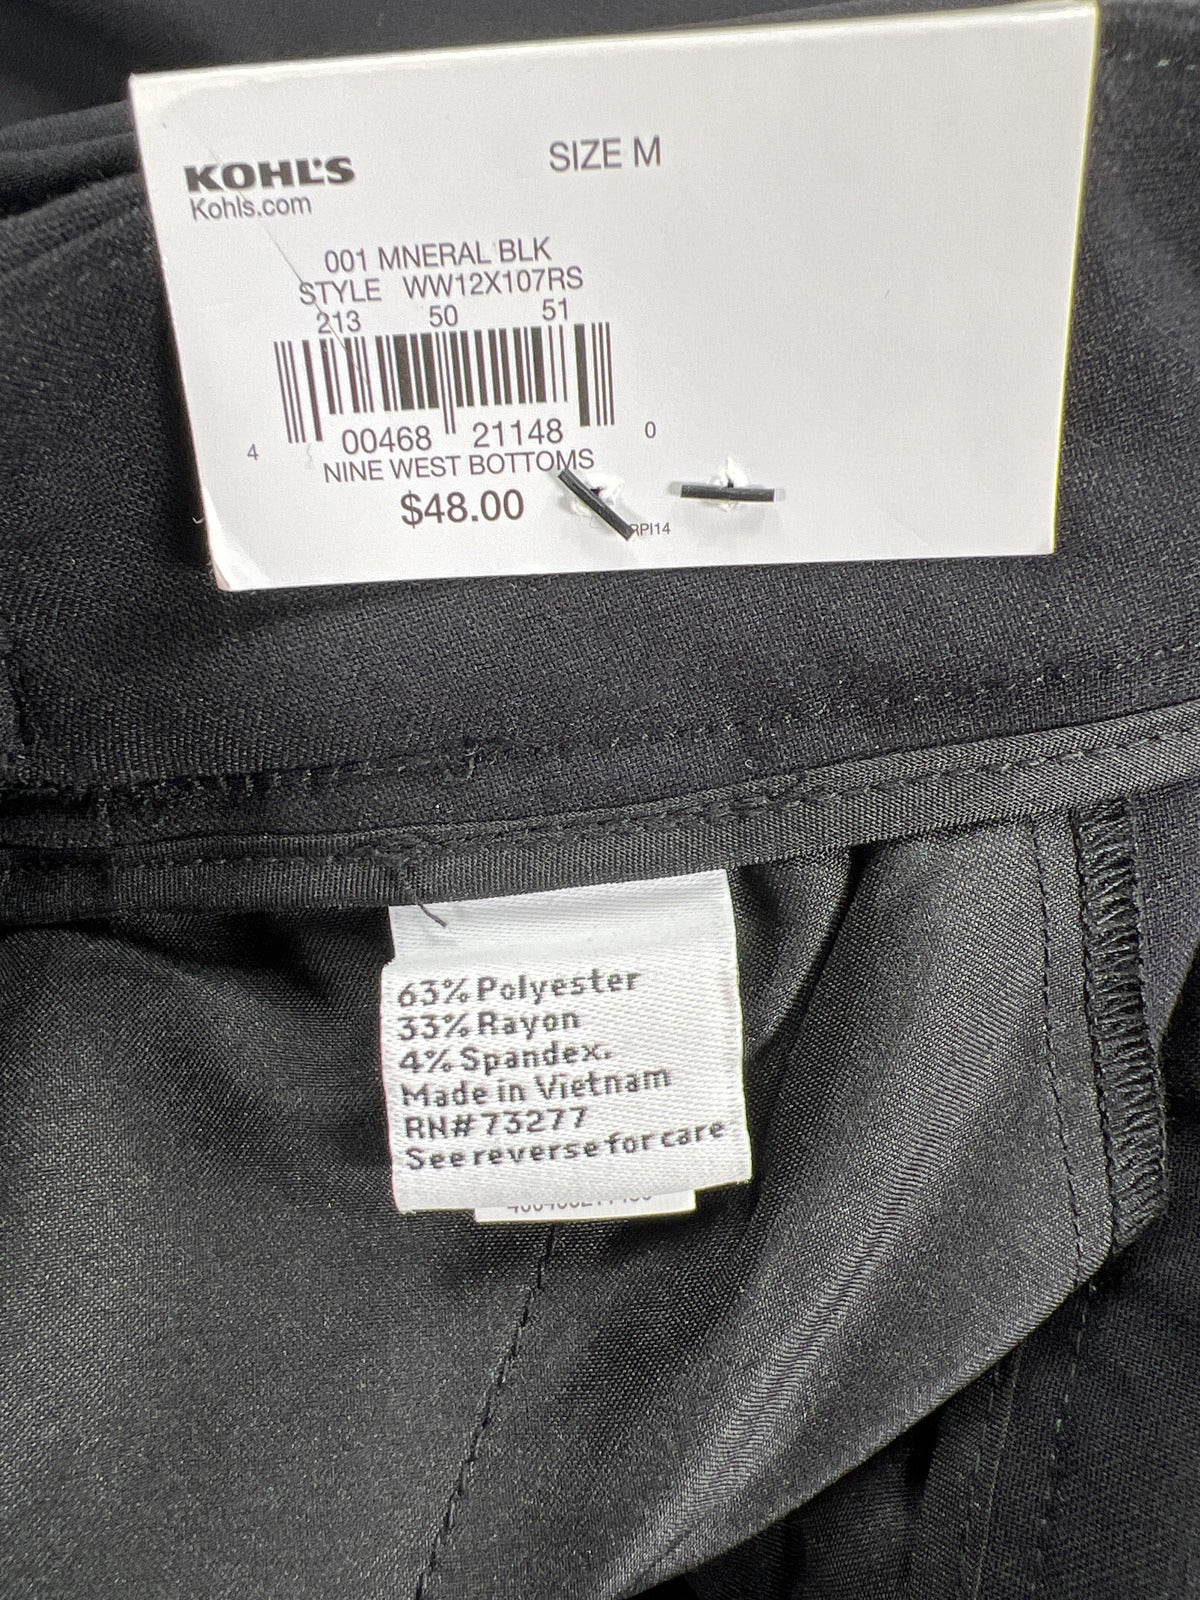 KOHL'S
Kohls.com
SIZE M
001 MNERAL BLK
STYLE WW12X107RS
213 50 51
4 00468 21148 0
NINE WEST BOTTOMS
$48.00
RPI14
63% Polyester
33% Rayon
4% Spandex.
Made in Vietnam
RN# 73277
See reverse for care